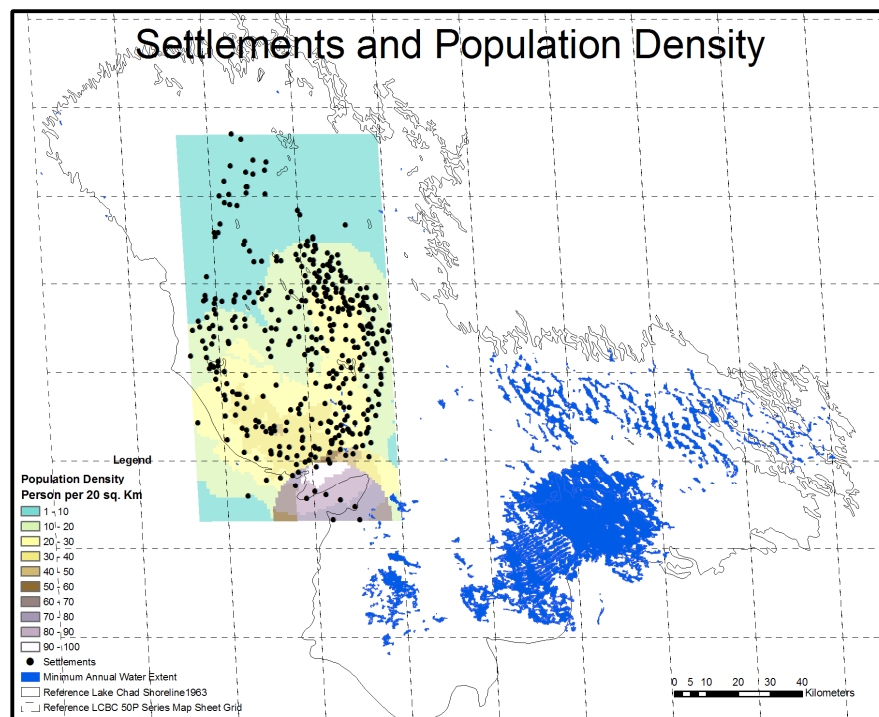 Settlements and Population Density
Legend
Population Density
Person per 20 sq. Km
1 - 10
10 - 20
20 - 30
30 - 40
40 - 50
50 - 60
60 - 70
70 - 80
80 - 90
90 - 100
Settlements
Minimum Annual Water Extent
Reference Lake Chad Shoreline1963
Reference LCBC 50P Series Map Sheet Grid
0 5 10 20 30 40
Kilometers